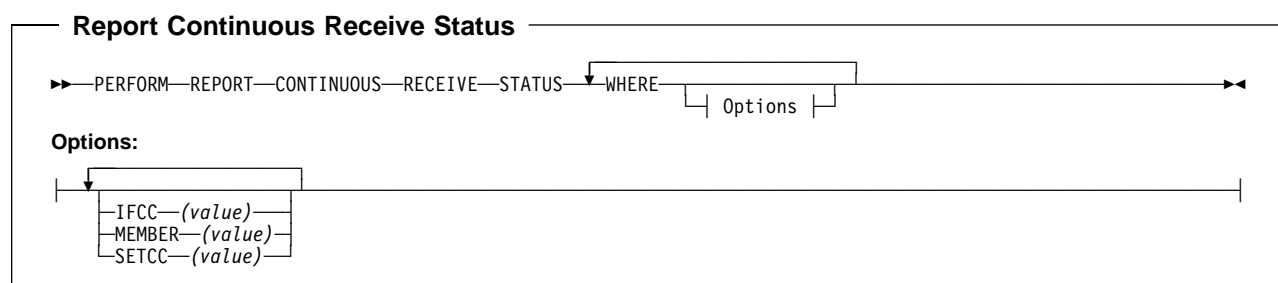 Report Continuous Receive Status
PERFORM REPORT CONTINUOUS RECEIVE STATUS WHERE
Options
Options:
IFCC (value)
MEMBER (value)
SETCC (value)